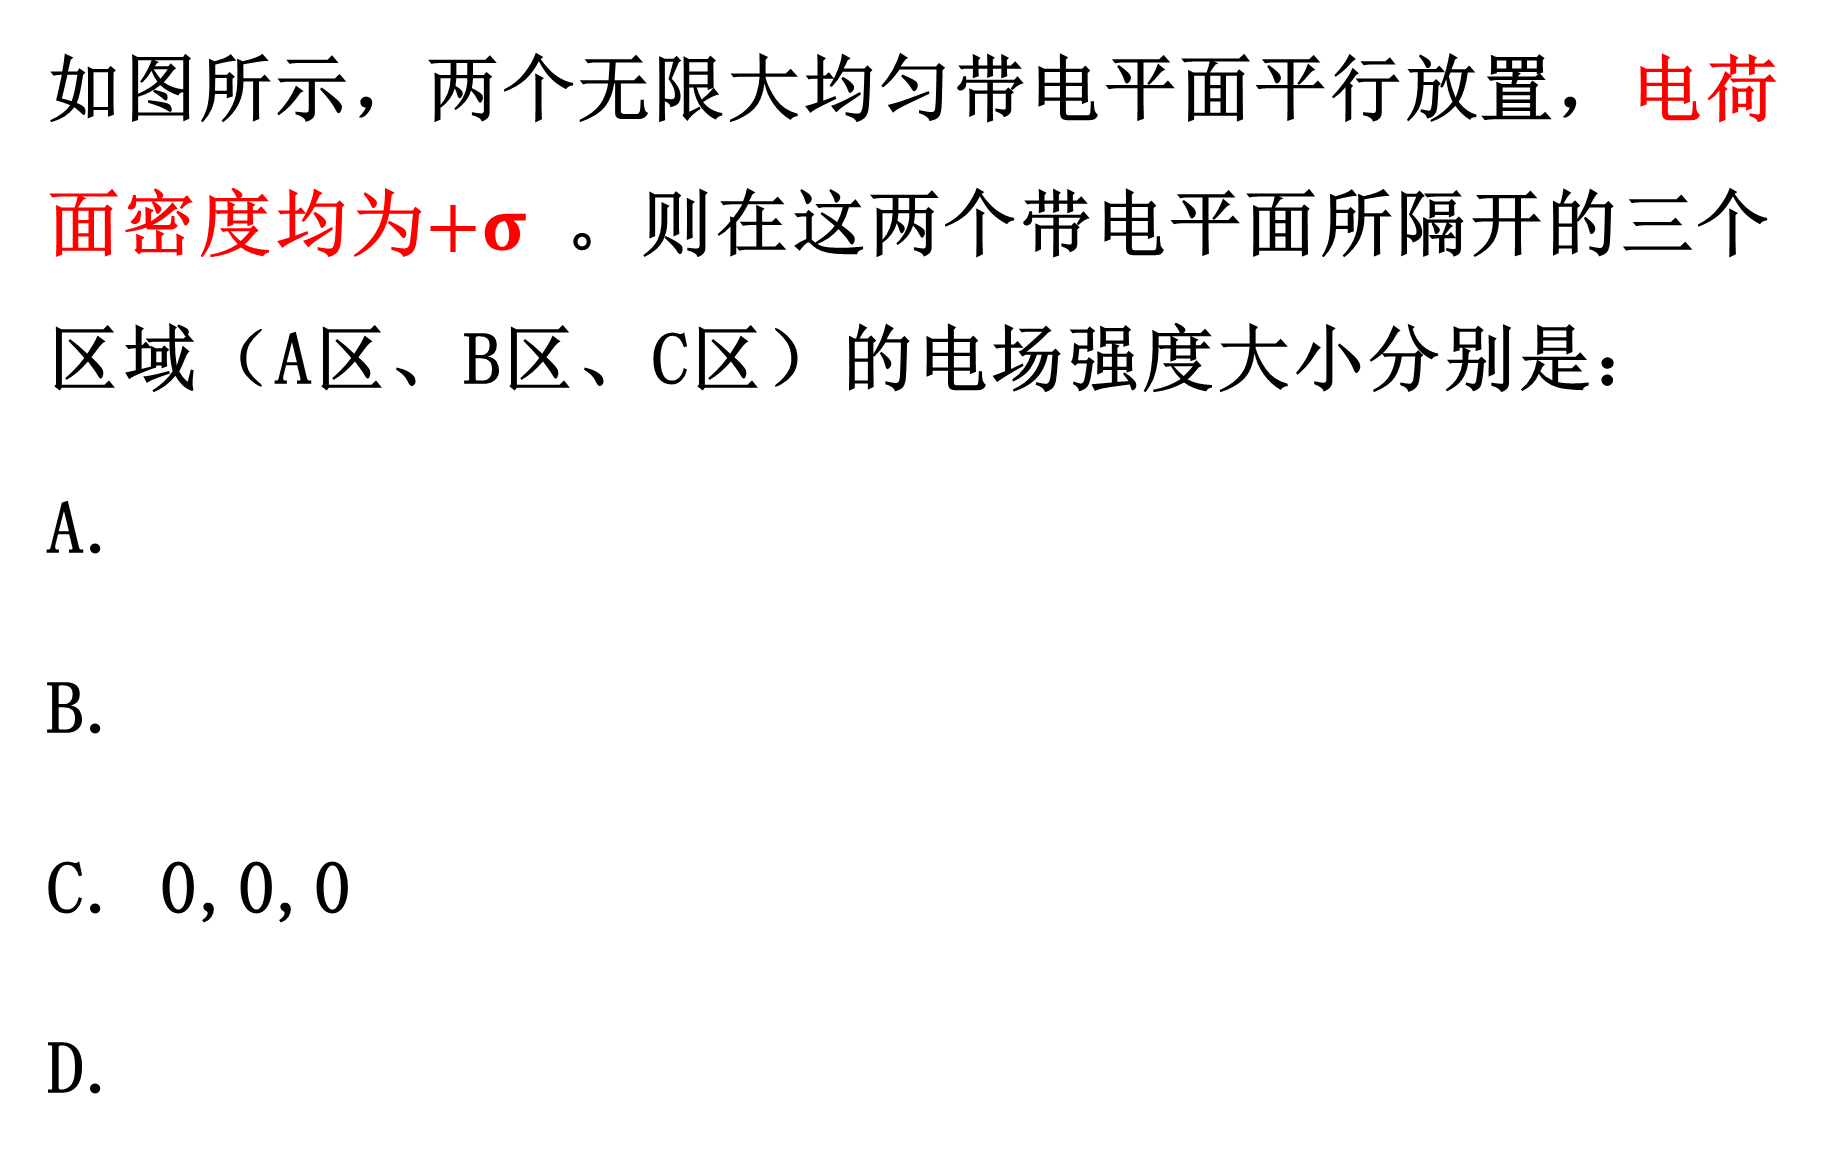 如图所示，两个无限大均匀带电平面平行放置，电荷
面密度均为+σ 。则在这两个带电平面所隔开的三个
区域（A区、B区、C区）的电场强度大小分别是：
A.
B.
C. 0,0,0
D.